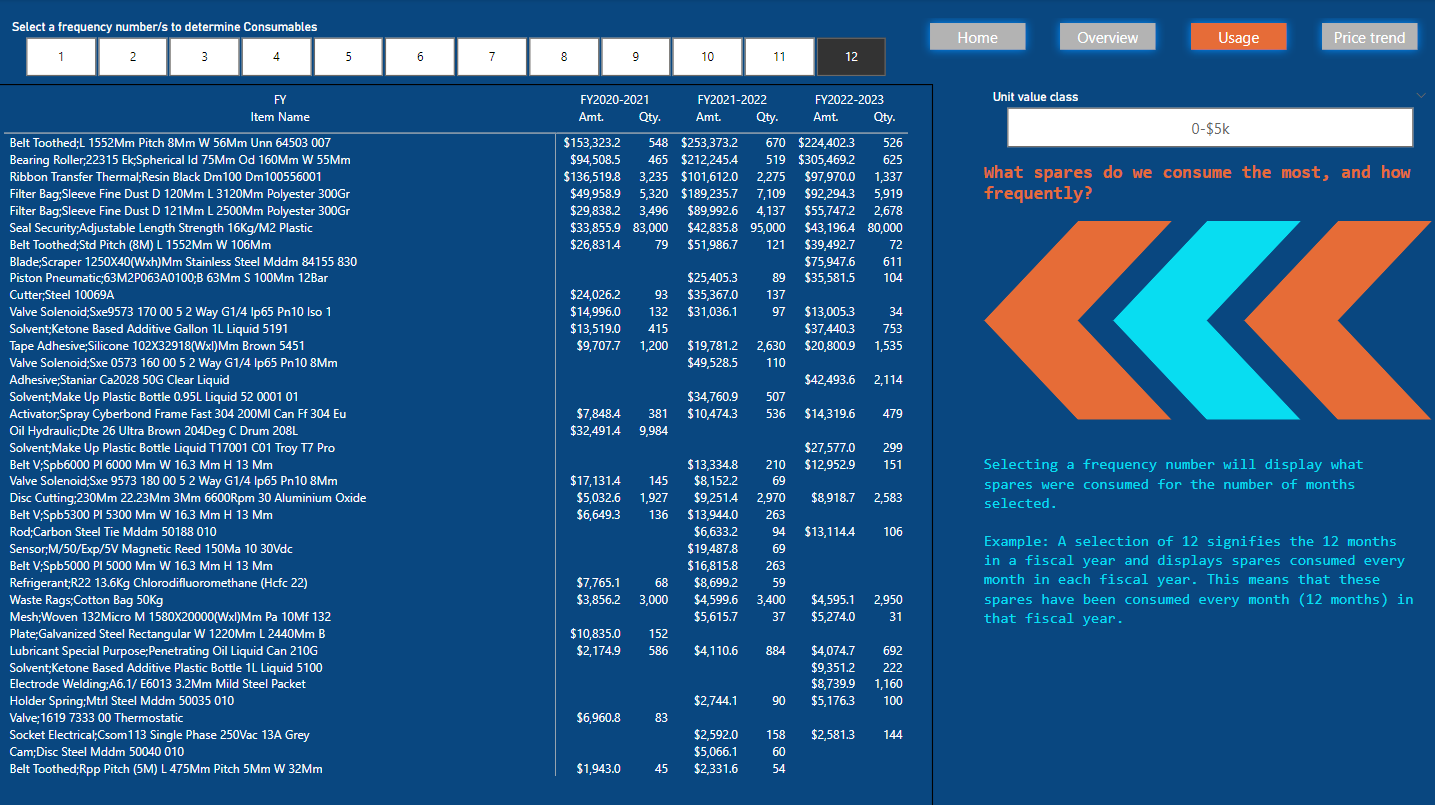 Select a frequency number/s to determine Consumables
1 2 3 4 5 6 7 8 9 10 11 12
Home Overview Usage Price trend
FY FY2020-2021 FY2021-2022 FY2022-2023
Item Name Amt. Qty. Amt. Qty. Amt. Qty.
Belt Toothed;L 1552Mm Pitch 8Mm W 56Mm Unn 64503 007 $153,323.2 548 $253,373.2 670 $224,402.3 526
Bearing Roller;22315 Ek;Spherical Id 75Mm Od 160Mm W 55Mm $94,508.5 465 $212,245.4 519 $305,469.2 625
Ribbon Transfer Thermal;Resin Black Dm100 Dm100556001 $136,519.8 3,235 $101,612.0 2,275 $97,970.0 1,337
Filter Bag;Sleeve Fine Dust D 120Mm L 3120Mm Polyester 300Gr $49,958.9 5,320 $189,235.7 7,109 $92,294.3 5,919
Filter Bag;Sleeve Fine Dust D 121Mm L 2500Mm Polyester 300Gr $29,838.2 3,496 $89,992.6 4,137 $55,747.2 2,678
Seal Security;Adjustable Length Strength 16Kg/M2 Plastic $33,855.9 83,000 $42,835.8 95,000 $43,196.4 80,000
Belt Toothed;Std Pitch (8M) L 1552Mm W 106Mm $26,831.4 79 $51,986.7 121 $39,492.7 72
Blade;Scraper 1250X40(Wxh)Mm Stainless Steel Mddm 84155 830 $75,947.6 611
Piston Pneumatic;63M2P063A0100;B 63Mm S 100Mm 12Bar $25,405.3 89 $35,581.5 104
Cutter;Steel 10069A $24,026.2 93 $35,367.0 137
Valve Solenoid;Sxe9573 170 00 5 2 Way G1/4 Ip65 Pn10 Iso 1 $14,996.0 132 $31,036.1 97 $13,005.3 34
Solvent;Ketone Based Additive Gallon 1L Liquid 5191 $13,519.0 415 $37,440.3 753
Tape Adhesive;Silicone 102X32918(Wxl)Mm Brown 5451 $9,707.7 1,200 $19,781.2 2,630 $20,800.9 1,535
Valve Solenoid;Sxe 0573 160 00 5 2 Way G1/4 Ip65 Pn10 8Mm $49,528.5 110
Adhesive;Staniar Ca2028 50G Clear Liquid $42,493.6 2,114
Solvent;Make Up Plastic Bottle 0.95L Liquid 52 0001 01 $34,760.9 507
Activator;Spray Cyberbond Frame Fast 304 200Ml Can Ff 304 Eu $7,848.4 381 $10,474.3 536 $14,319.6 479
Oil Hydraulic;Dte 26 Ultra Brown 204Deg C Drum 208L $32,491.4 9,984
Solvent;Make Up Plastic Bottle Liquid T17001 C01 Troy T7 Pro $27,577.0 299
Belt V;Spb6000 Pl 6000 Mm W 16.3 Mm H 13 Mm $13,334.8 210 $12,952.9 151
Valve Solenoid;Sxe 9573 180 00 5 2 Way G1/4 Ip65 Pn10 8Mm $17,131.4 145 $8,152.2 69
Disc Cutting;230Mm 22.23Mm 3Mm 6600Rpm 30 Aluminium Oxide $5,032.6 1,927 $9,251.4 2,970 $8,918.7 2,583
Belt V;Spb5300 Pl 5300 Mm W 16.3 Mm H 13 Mm $6,649.3 136 $13,944.0 263
Rod;Carbon Steel Tie Mddm 50188 010 $6,633.2 94 $13,114.4 106
Sensor;M/50/Exp/5V Magnetic Reed 150Ma 10 30Vdc $19,487.8 69
Belt V;Spb5000 Pl 5000 Mm W 16.3 Mm H 13 Mm $16,815.8 263
Refrigerant;R22 13.6Kg Chlorodifluoromethane (Hcfc 22) $7,765.1 68 $8,699.2 59
Waste Rags;Cotton Bag 50Kg $3,856.2 3,000 $4,599.6 3,400 $4,595.1 2,950
Mesh;Woven 132Micro M 1580X20000(Wxl)Mm Pa 10Mf 132 $5,615.7 37 $5,274.0 31
Plate;Galvanized Steel Rectangular W 1220Mm L 2440Mm B $10,835.0 152
Lubricant Special Purpose;Penetrating Oil Liquid Can 210G $2,174.9 586 $4,110.6 884 $4,074.7 692
Solvent;Ketone Based Additive Plastic Bottle 1L Liquid 5100 $9,351.2 222
Electrode Welding;A6.1/ E6013 3.2Mm Mild Steel Packet $8,739.9 1,160
Holder Spring;Mtrl Steel Mddm 50035 010 $2,744.1 90 $5,176.3 100
Valve;1619 7333 00 Thermostatic $6,960.8 83
Socket Electrical;Csom113 Single Phase 250Vac 13A Grey $2,592.0 158 $2,581.3 144
Cam;Disc Steel Mddm 50040 010 $5,066.1 60
Belt Toothed;Rpp Pitch (5M) L 475Mm Pitch 5Mm W 32Mm $1,943.0 45 $2,331.6 54
Unit value class
0-$5k
What spares do we consume the most, and how
frequently?
Selecting a frequency number will display what
spares were consumed for the number of months
selected.
Example: A selection of 12 signifies the 12 months
in a fiscal year and displays spares consumed every
month in each fiscal year. This means that these
spares have been consumed every month (12 months) in
that fiscal year.